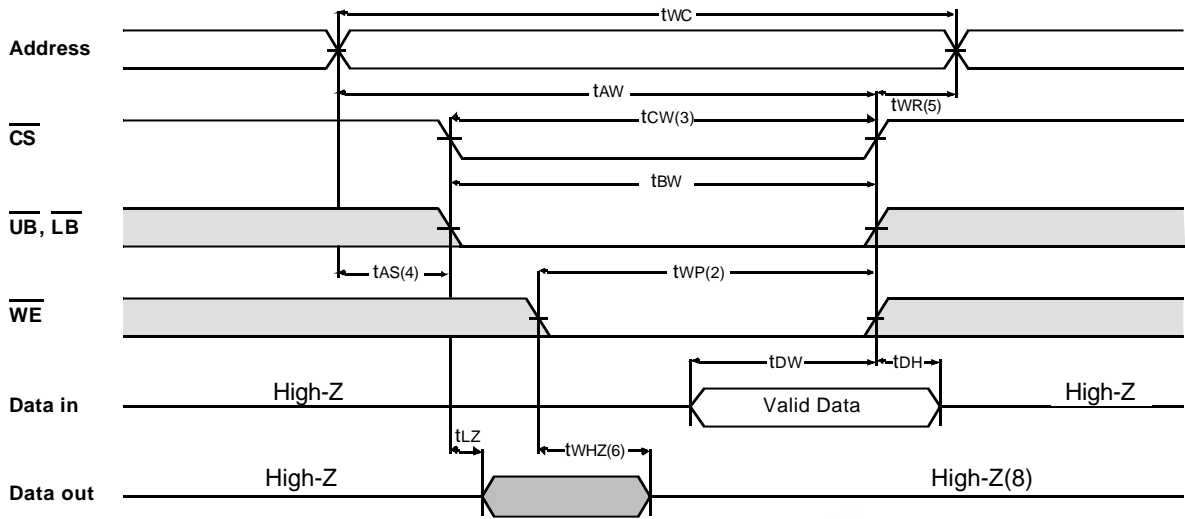 tWC
Address
tAW
tWR(5)
CS
tCW(3)
tBW
UB, LB
tAS(4)
tWP(2)
WE
tDW
tDH
Data in
High-Z
Valid Data
High-Z
tLZ
tWHZ(6)
Data out
High-Z
High-Z(8)